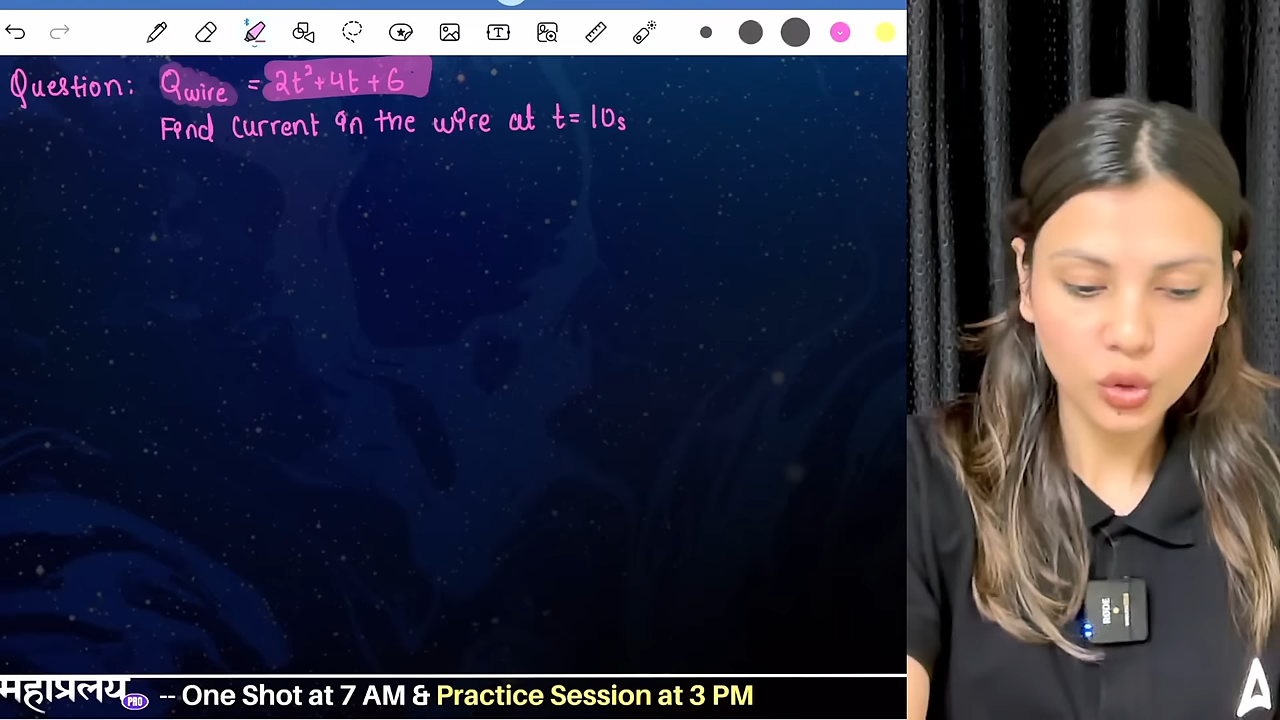 Question: Qwire = 2t²+4t+6
Find current in the wire at t=10s
RØDE
महाप्रलय PRO -- One Shot at 7 AM & Practice Session at 3 PM